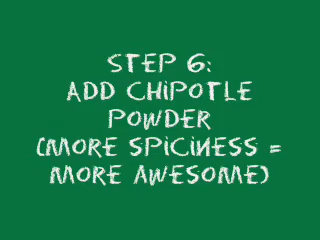 STEP 6:
ADD CHIPOTLE
POWDER
(MORE SPICINESS =
MORE AWESOME)